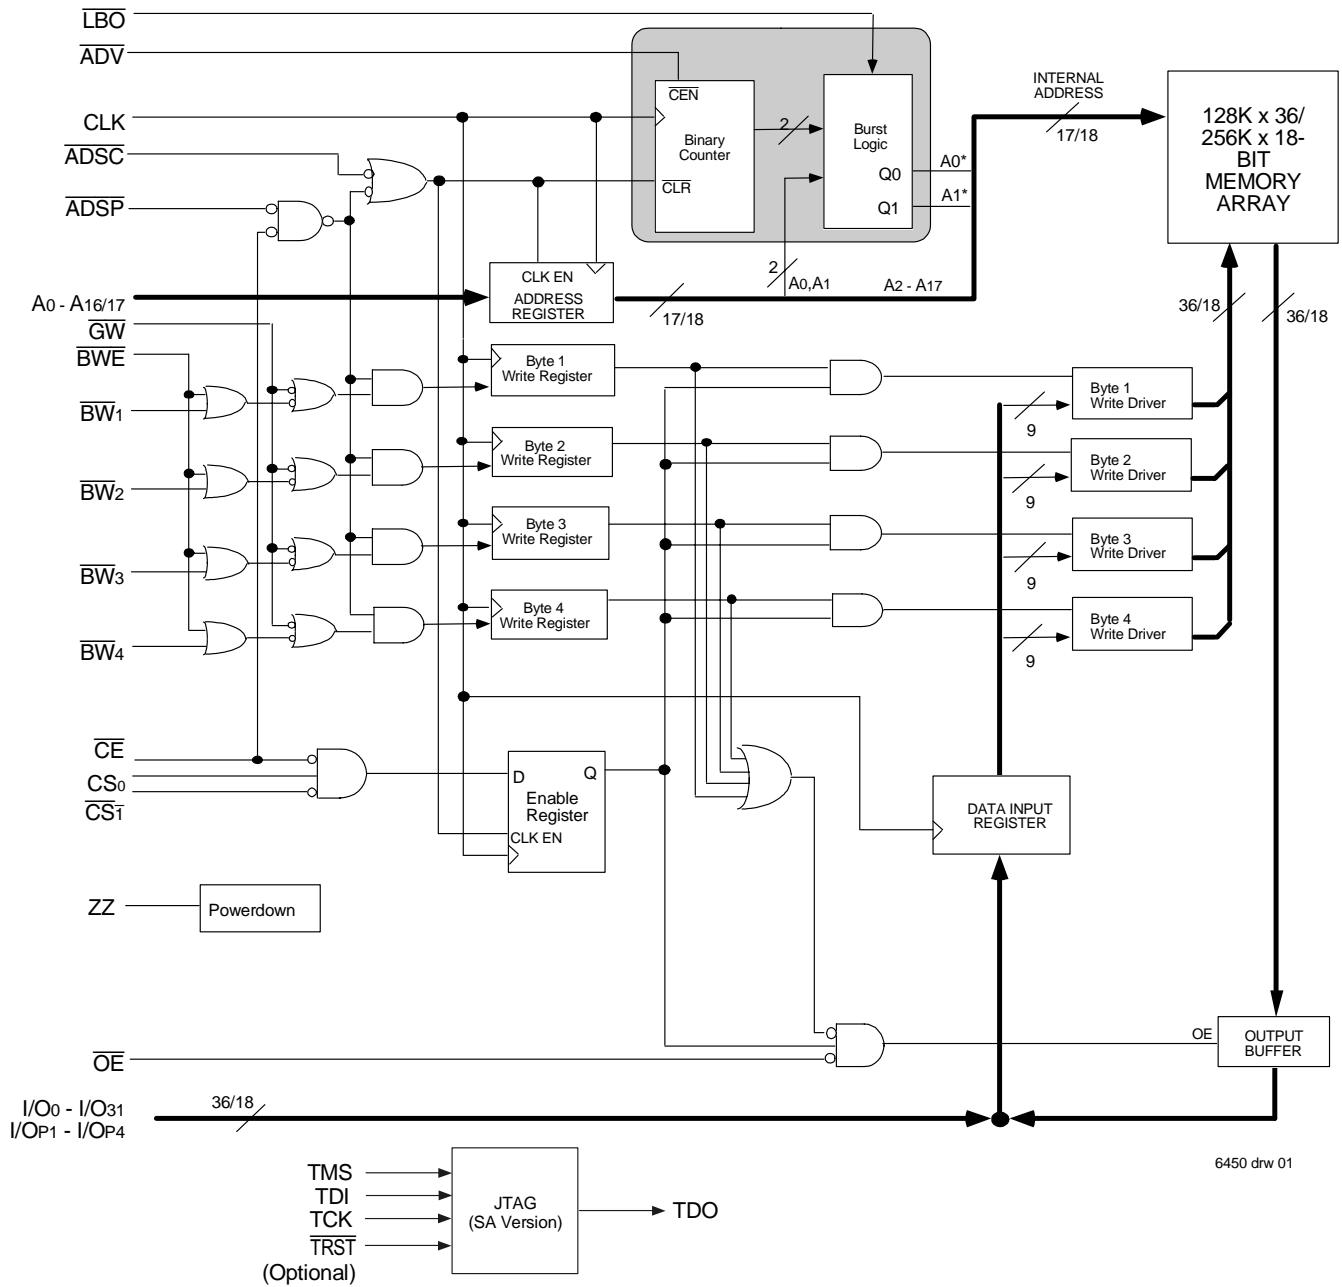 LBO
ADV
CLK
ADSC
ADSP
A0 - A16/17
GW
BWE
BW1
BW2
BW3
BW4
CE
CS0
CS1
ZZ
Powerdown
OE
I/O0 - I/O31
I/OP1 - I/OP4
36/18
CEN
Binary
Counter
CLR
2
Burst
Logic
Q0
Q1
A0*
A1*
INTERNAL
ADDRESS
17/18
128K x 36/
256K x 18-
BIT
MEMORY
ARRAY
CLK EN
ADDRESS
REGISTER
17/18
2
A0,A1
A2 - A17
36/18
36/18
Byte 1
Write Register
Byte 2
Write Register
Byte 3
Write Register
Byte 4
Write Register
9
Byte 1
Write Driver
9
Byte 2
Write Driver
9
Byte 3
Write Driver
9
Byte 4
Write Driver
D
Q
Enable
Register
CLK EN
DATA INPUT
REGISTER
OE
OUTPUT
BUFFER
6450 drw 01
TMS
TDI
TCK
TRST
(Optional)
JTAG
(SA Version)
TDO